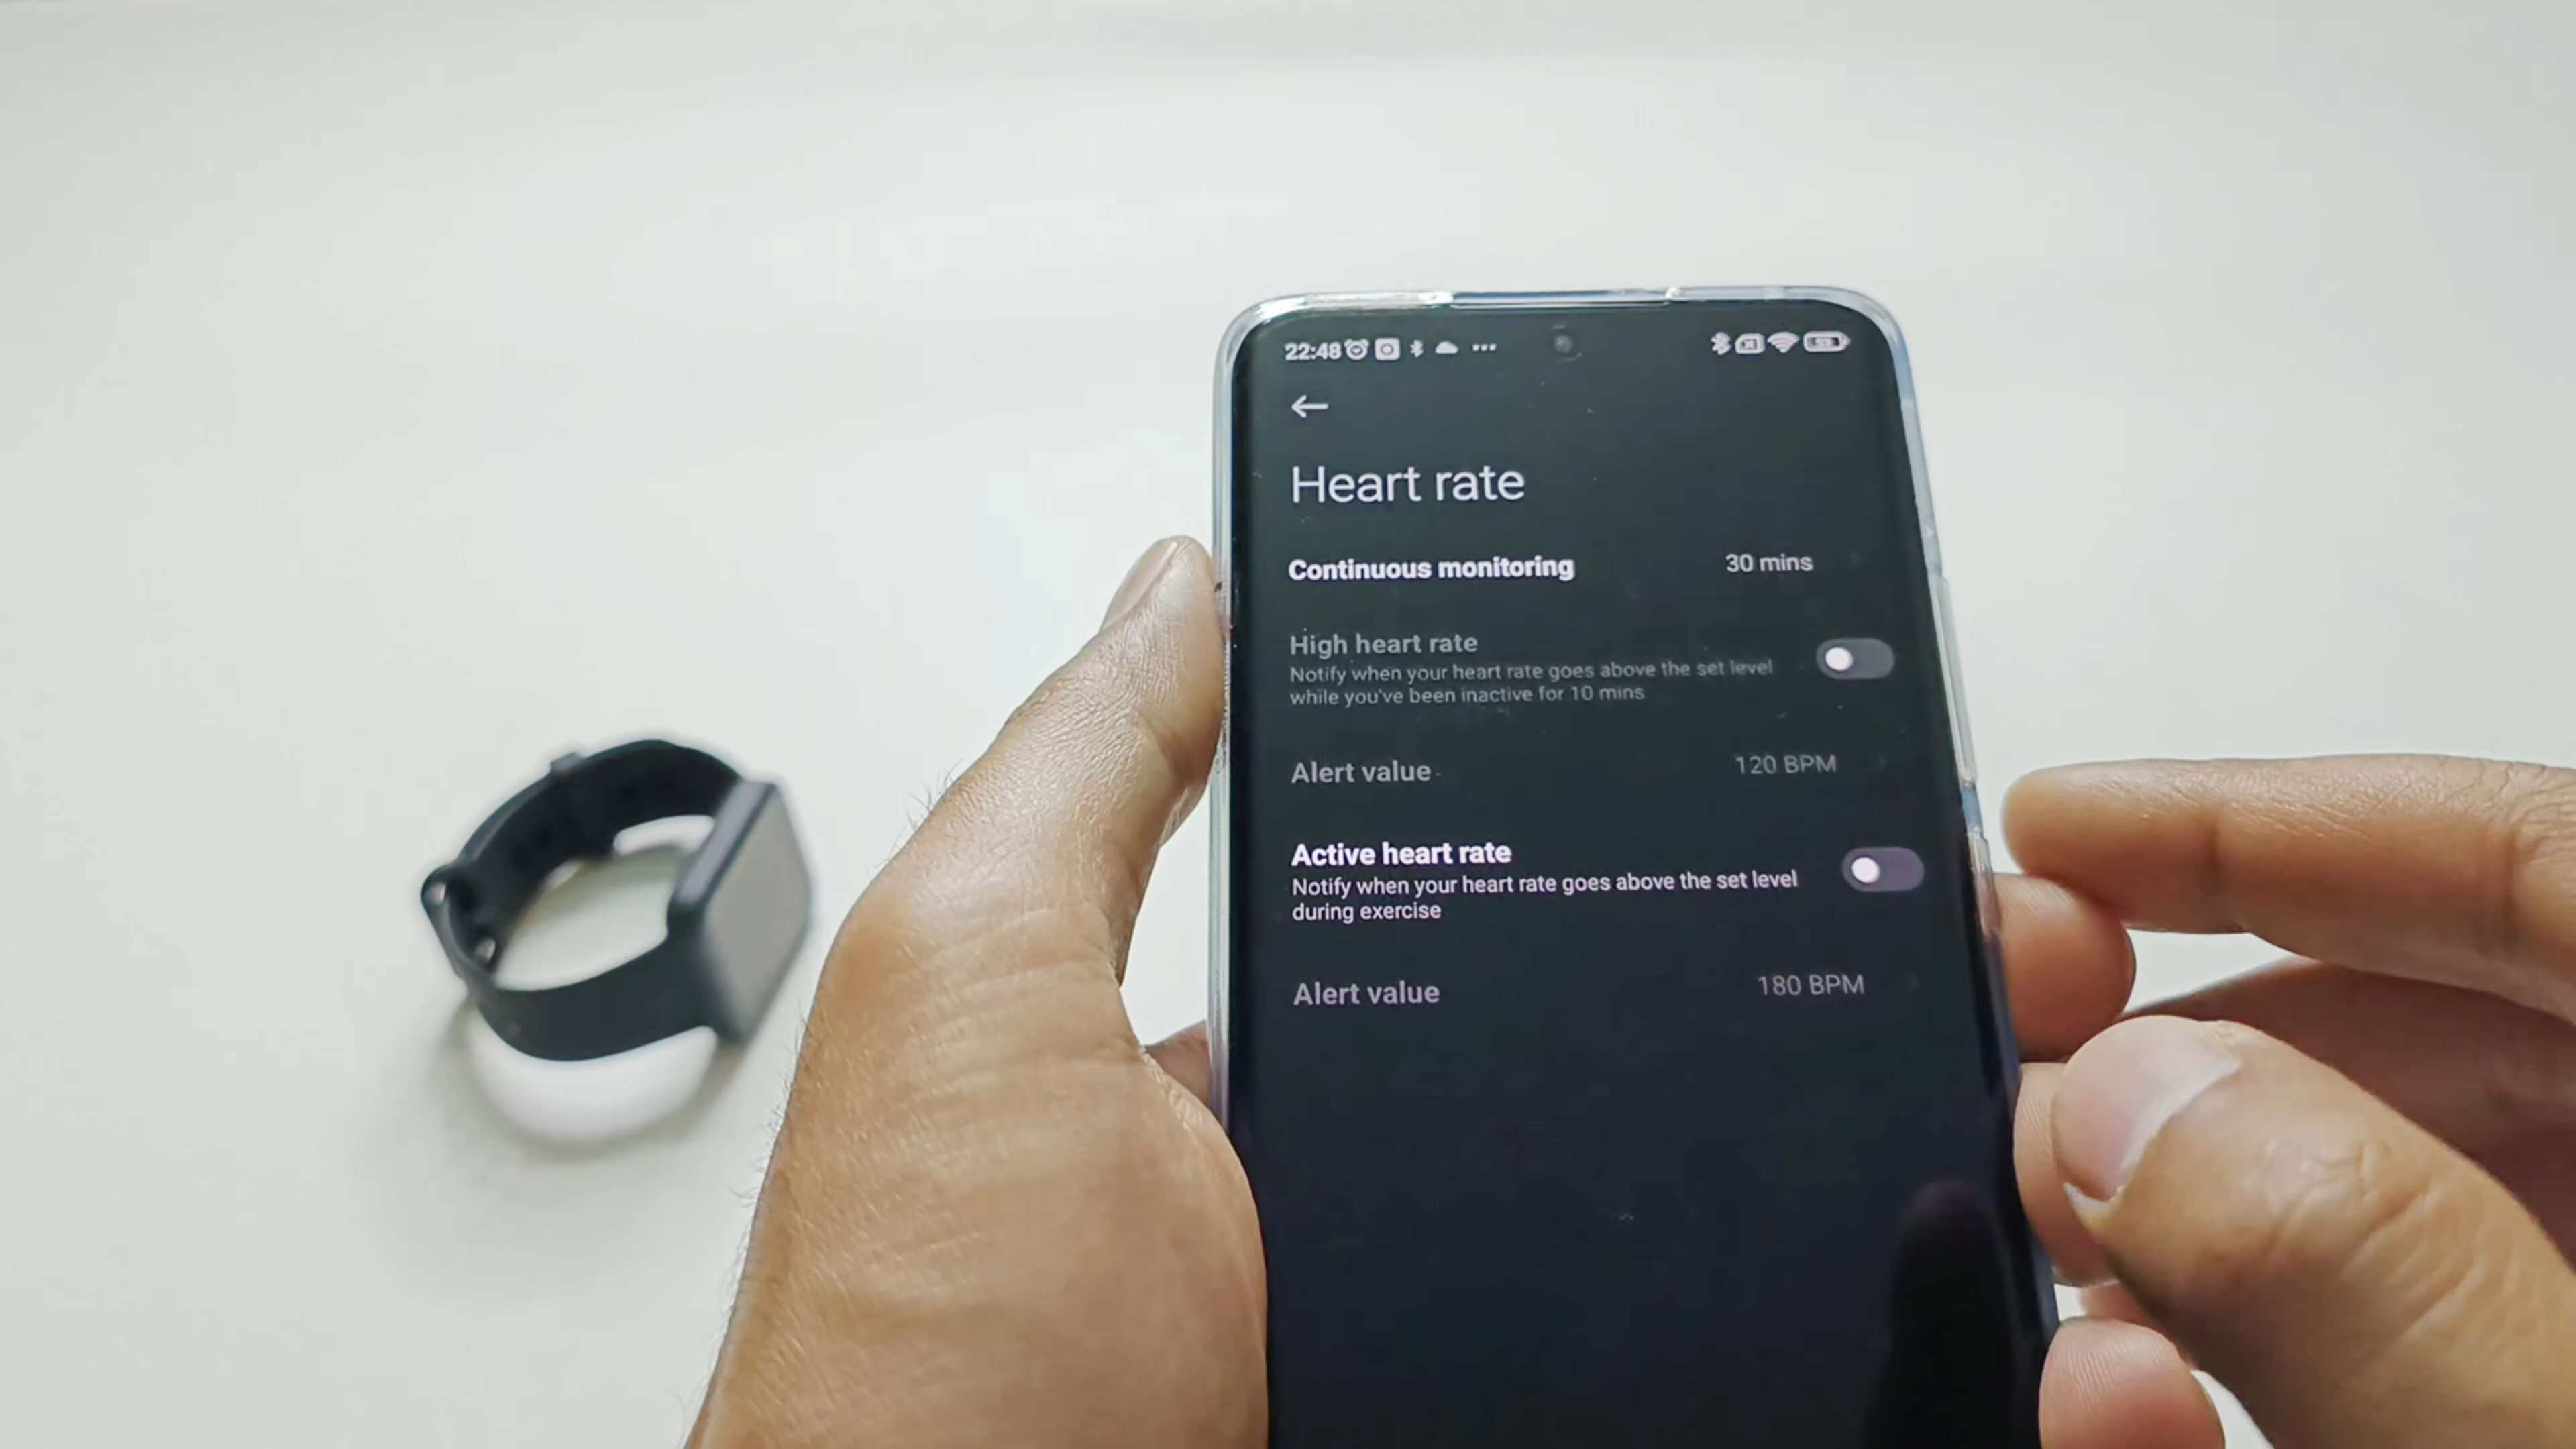 22:48
Heart rate
Continuous monitoring 30 mins
High heart rate
Notify when your heart rate goes above the set level
while you've been inactive for 10 mins
Alert value 120 BPM
Active heart rate
Notify when your heart rate goes above the set level
during exercise
Alert value 180 BPM